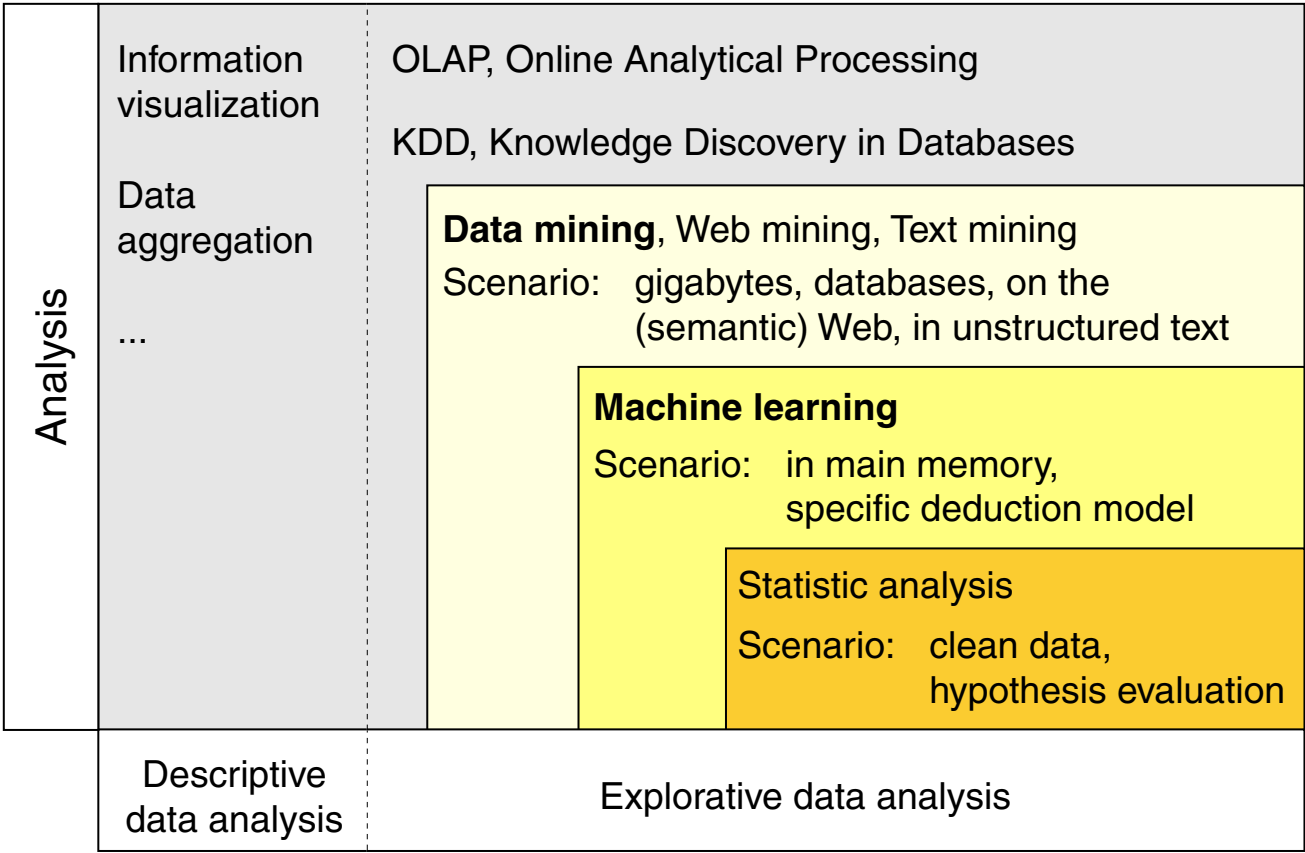 Analysis
Information
visualization
Data
aggregation
...
OLAP, Online Analytical Processing
KDD, Knowledge Discovery in Databases
Data mining, Web mining, Text mining
Scenario: gigabytes, databases, on the
(semantic) Web, in unstructured text
Machine learning
Scenario: in main memory,
specific deduction model
Statistic analysis
Scenario: clean data,
hypothesis evaluation
Descriptive
data analysis
Explorative data analysis